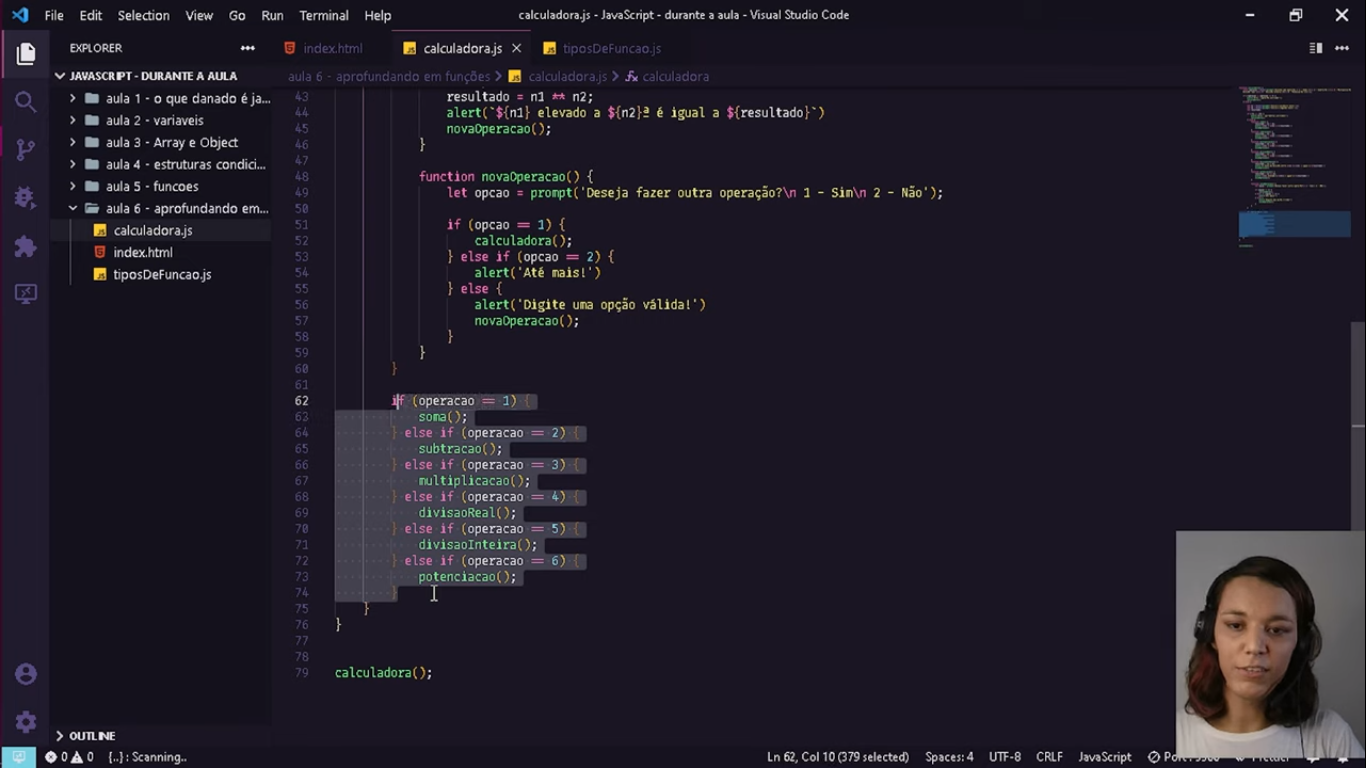 File Edit Selection View Go Run Terminal Help
calculadora.js - JavaScript - durante a aula - Visual Studio Code
EXPLORER
JAVASCRIPT - DURANTE A AULA
aula 1 - o que danado é ja...
aula 2 - variaveis
aula 3 - Array e Object
aula 4 - estruturas condici...
aula 5 - funcoes
aula 6 - aprofundando em...
calculadora.js
index.html
tiposDeFuncao.js
OUTLINE
index.html calculadora.js tiposDeFuncao.js
aula 6 - aprofundando em funções > calculadora.js > calculadora
43 resultado = n1 ** n2;
44 alert(`${n1} elevado a ${n2}ª é igual a ${resultado}`)
45 novaOperacao();
46 }
47
48 function novaOperacao() {
49 let opcao = prompt('Deseja fazer outra operação?\n 1 - Sim\n 2 - Não');
50
51 if (opcao == 1) {
52 calculadora();
53 } else if (opcao == 2) {
54 alert('Até mais!')
55 } else {
56 alert('Digite uma opção válida!')
57 novaOperacao();
58 }
59 }
60 }
61
62 if (operacao == 1) {
63 soma();
64 } else if (operacao == 2) {
65 subtracao();
66 } else if (operacao == 3) {
67 multiplicacao();
68 } else if (operacao == 4) {
69 divisaoReal();
70 } else if (operacao == 5) {
71 divisaoInteira();
72 } else if (operacao == 6) {
73 potenciacao();
74 }
75 }
76 }
77
78
79 calculadora();
0 0 [..} : Scanning.. Ln 62, Col 10 (379 selected) Spaces: 4 UTF-8 CRLF JavaScript